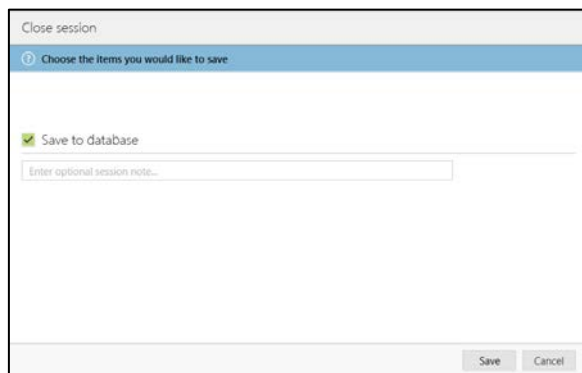 Close session
? Choose the items you would like to save
Save to database
Enter optional session note...
Save Cancel